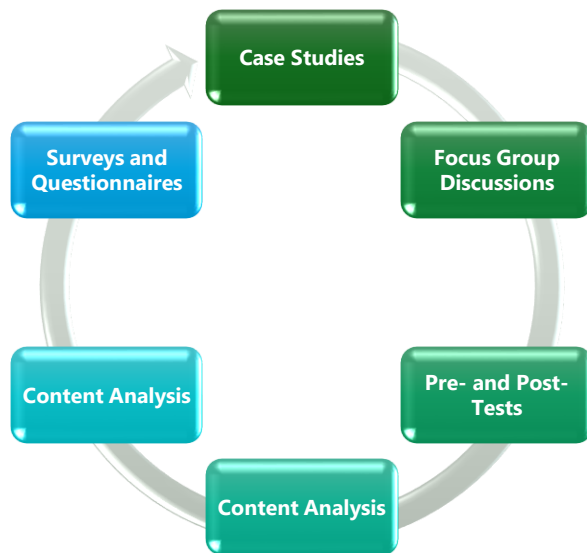 Case Studies
Focus Group
Discussions
Pre- and Post-
Tests
Content Analysis
Content Analysis
Surveys and
Questionnaires